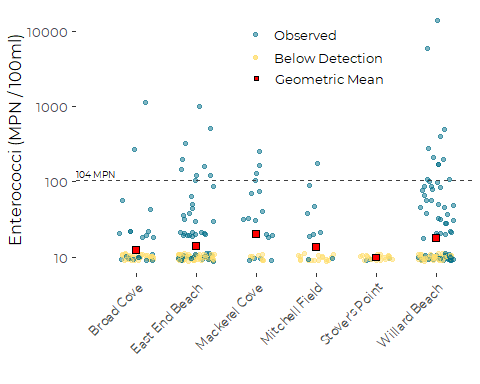 Enterococci (MPN / 100ml)
10000
1000
100
10
104 MPN
Observed
Below Detection
Geometric Mean
Broad Cove
East End Beach
Mackerel Cove
Mitchell Field
Stover's Point
Willard Beach